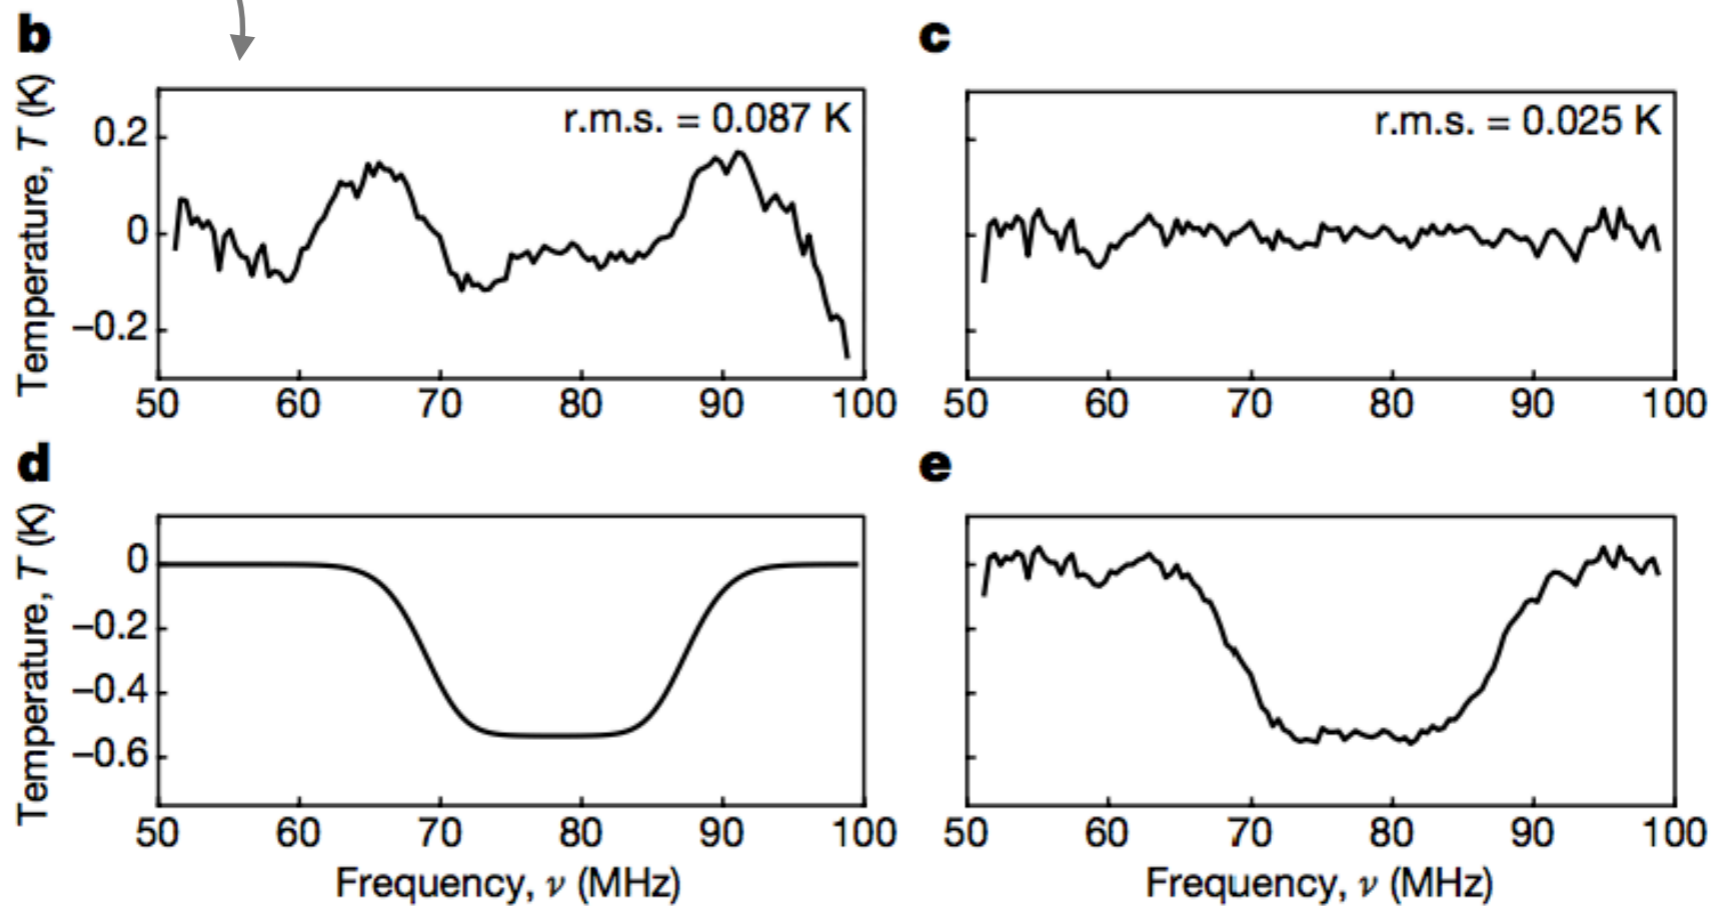 b
r.m.s. = 0.087 K
Temperature, T (K)
0.2
0
−0.2
50 60 70 80 90 100
c
r.m.s. = 0.025 K
50 60 70 80 90 100
d
Temperature, T (K)
0
−0.2
−0.4
−0.6
50 60 70 80 90 100
Frequency, ν (MHz)
e
50 60 70 80 90 100
Frequency, ν (MHz)